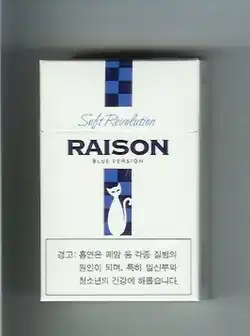 Soft Revolution
RAISON
BLUE VERSION
경고: 흡연은 폐암 등 각종 질병의
원인이 되며, 특히 임신부와
청소년의 건강에 해롭습니다.